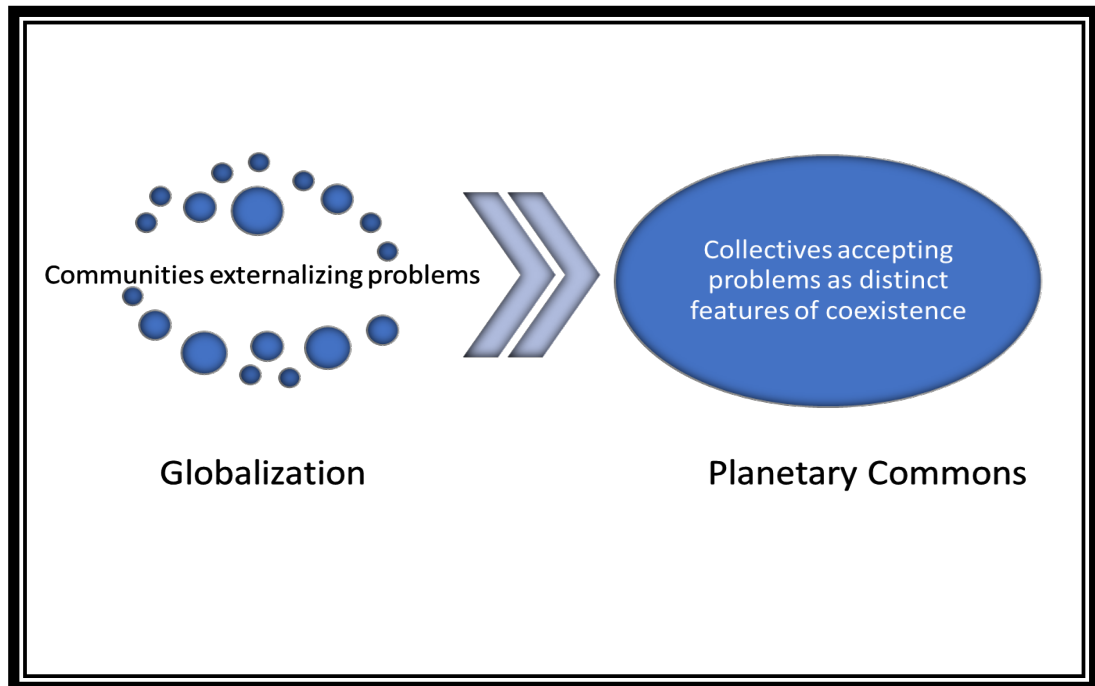 Communities externalizing problems
Collectives accepting
problems as distinct
features of coexistence
Globalization
Planetary Commons